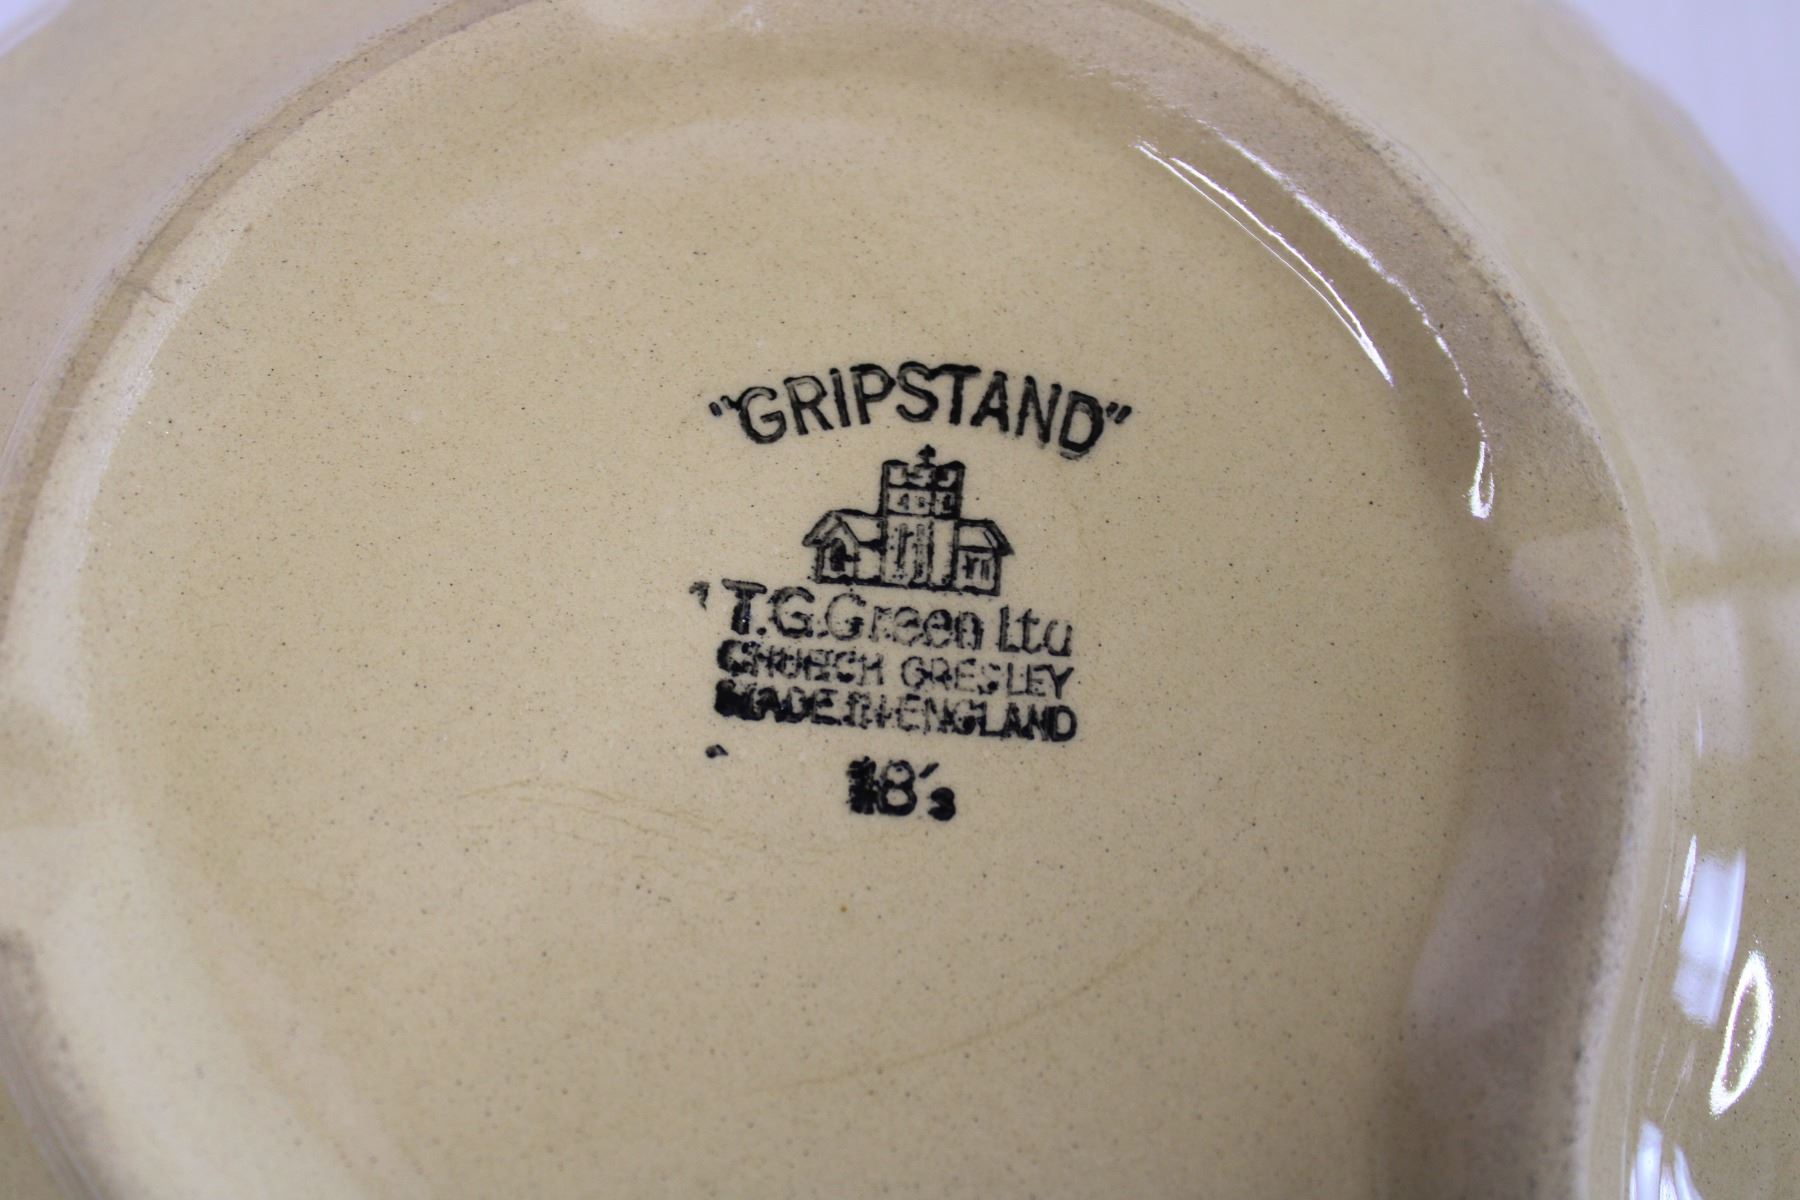 "GRIPSTAND"
T.G.Green Ltd
CHURCH GRESLEY
MADE IN ENGLAND
18's